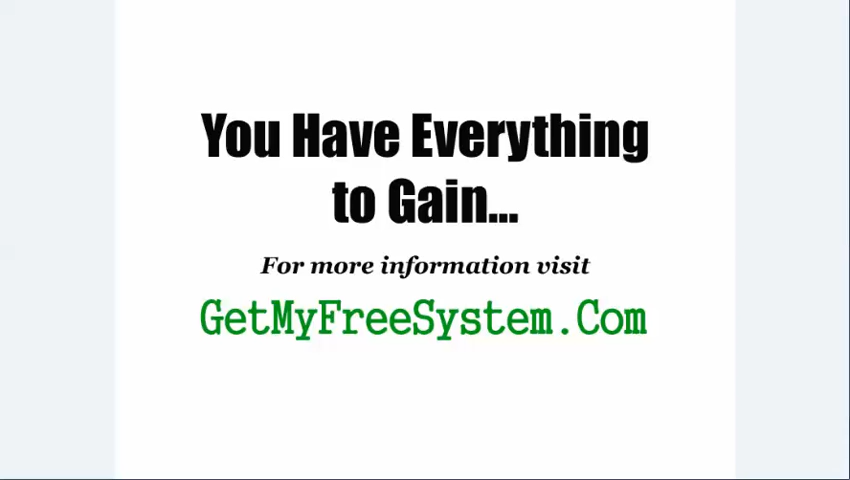 You Have Everything
to Gain...
For more information visit
GetMyFreeSystem.Com